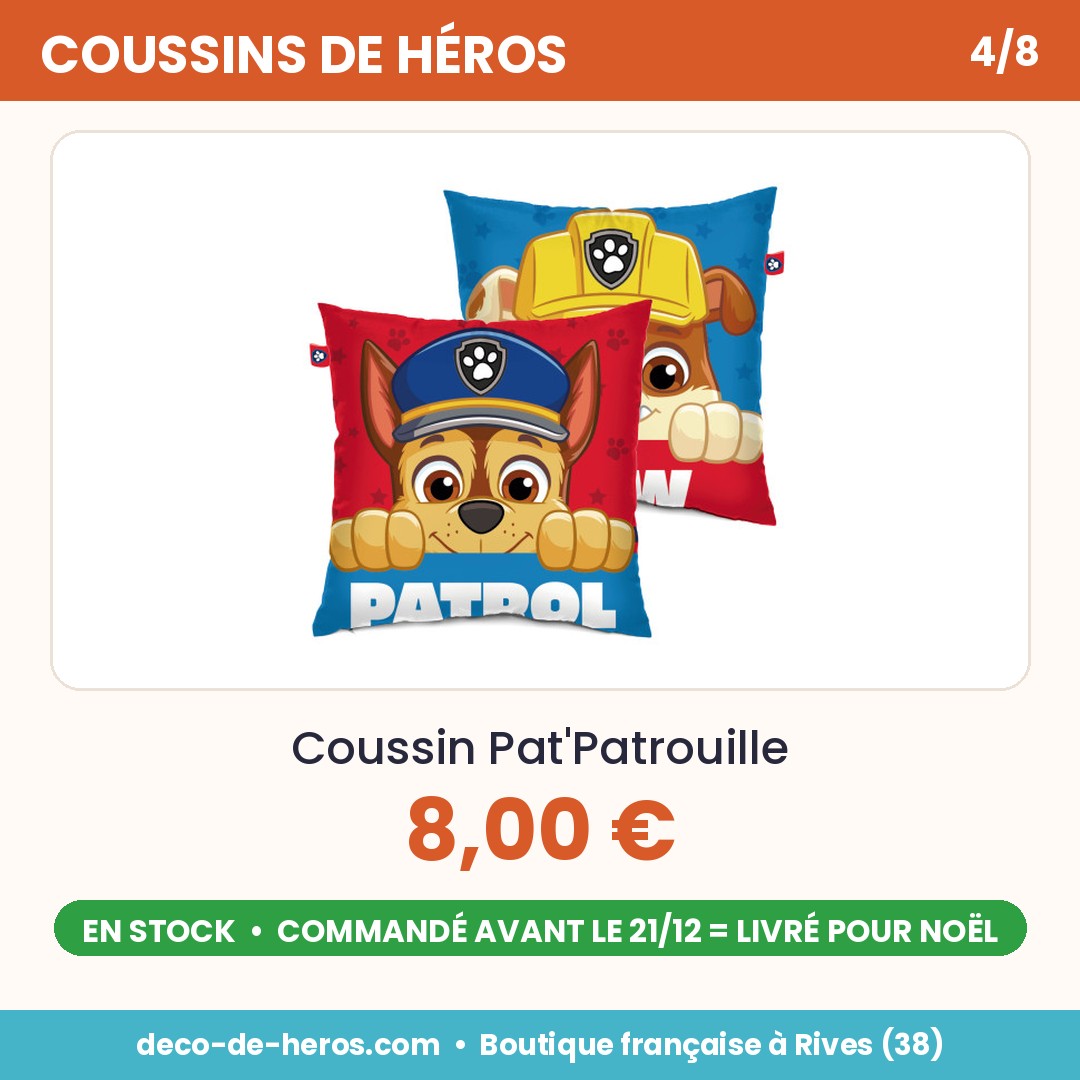 COUSSINS DE HÉROS
4/8
W
PATROL
Coussin Pat'Patrouille
8,00 €
EN STOCK • COMMANDÉ AVANT LE 21/12 = LIVRÉ POUR NOËL
deco-de-heros.com • Boutique française à Rives (38)